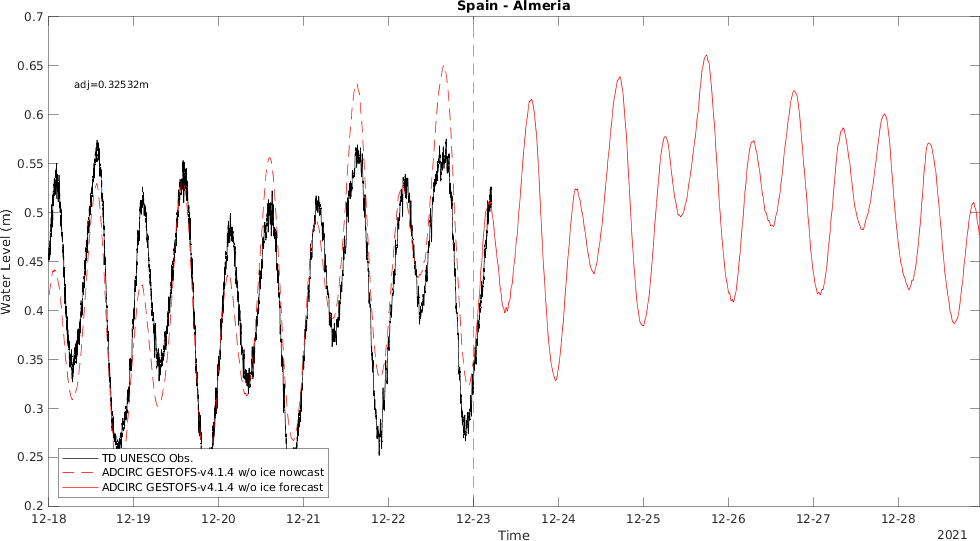 Spain - Almeria
0.7
0.65
adj=0.32532m
0.6
0.55
0.5
0.45
0.4
0.35
0.3
0.25
0.2
Water Level (m)
TD UNESCO Obs.
ADCIRC GESTOFS-v4.1.4 w/o ice nowcast
ADCIRC GESTOFS-v4.1.4 w/o ice forecast
12-18 12-19 12-20 12-21 12-22 12-23 12-24 12-25 12-26 12-27 12-28
Time
2021